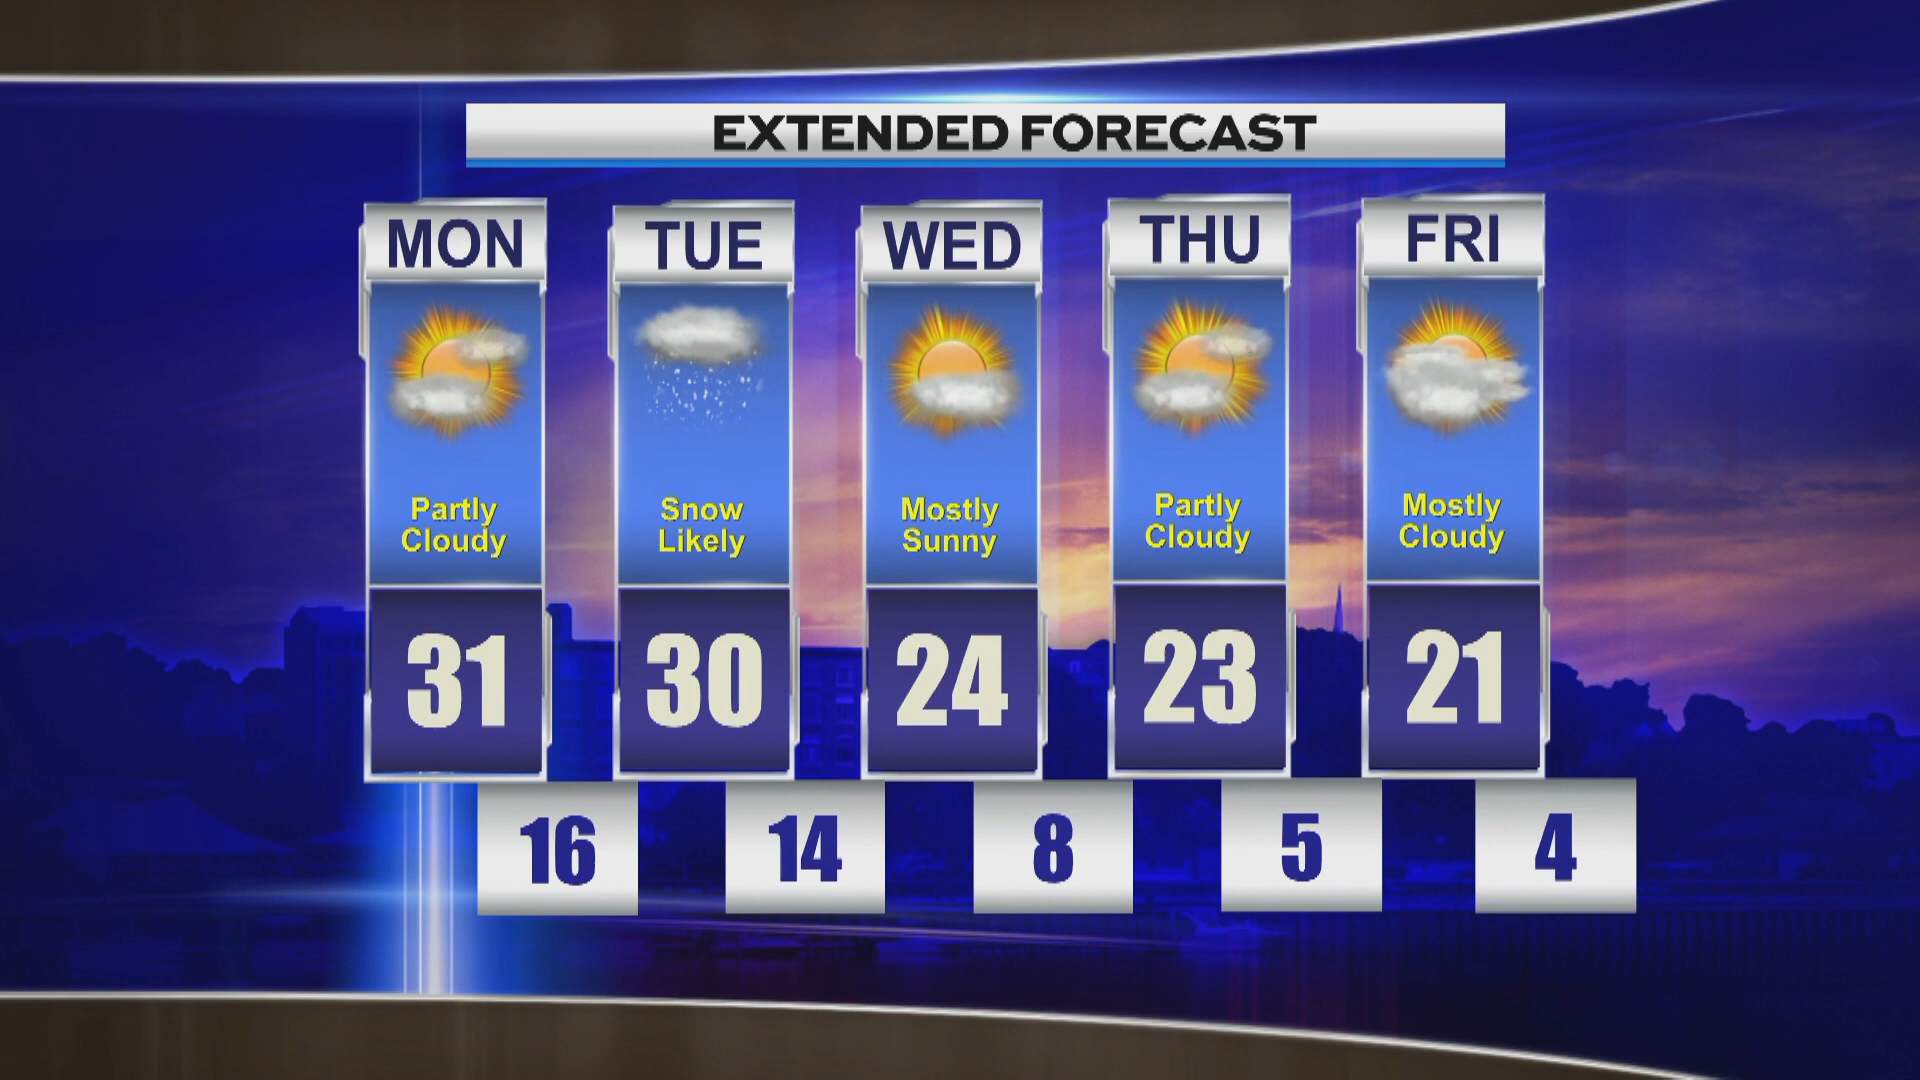 EXTENDED FORECAST
MON TUE WED THU FRI
Partly Cloudy
Snow Likely
Mostly Sunny
Partly Cloudy
Mostly Cloudy
31 30 24 23 21
16 14 8 5 4